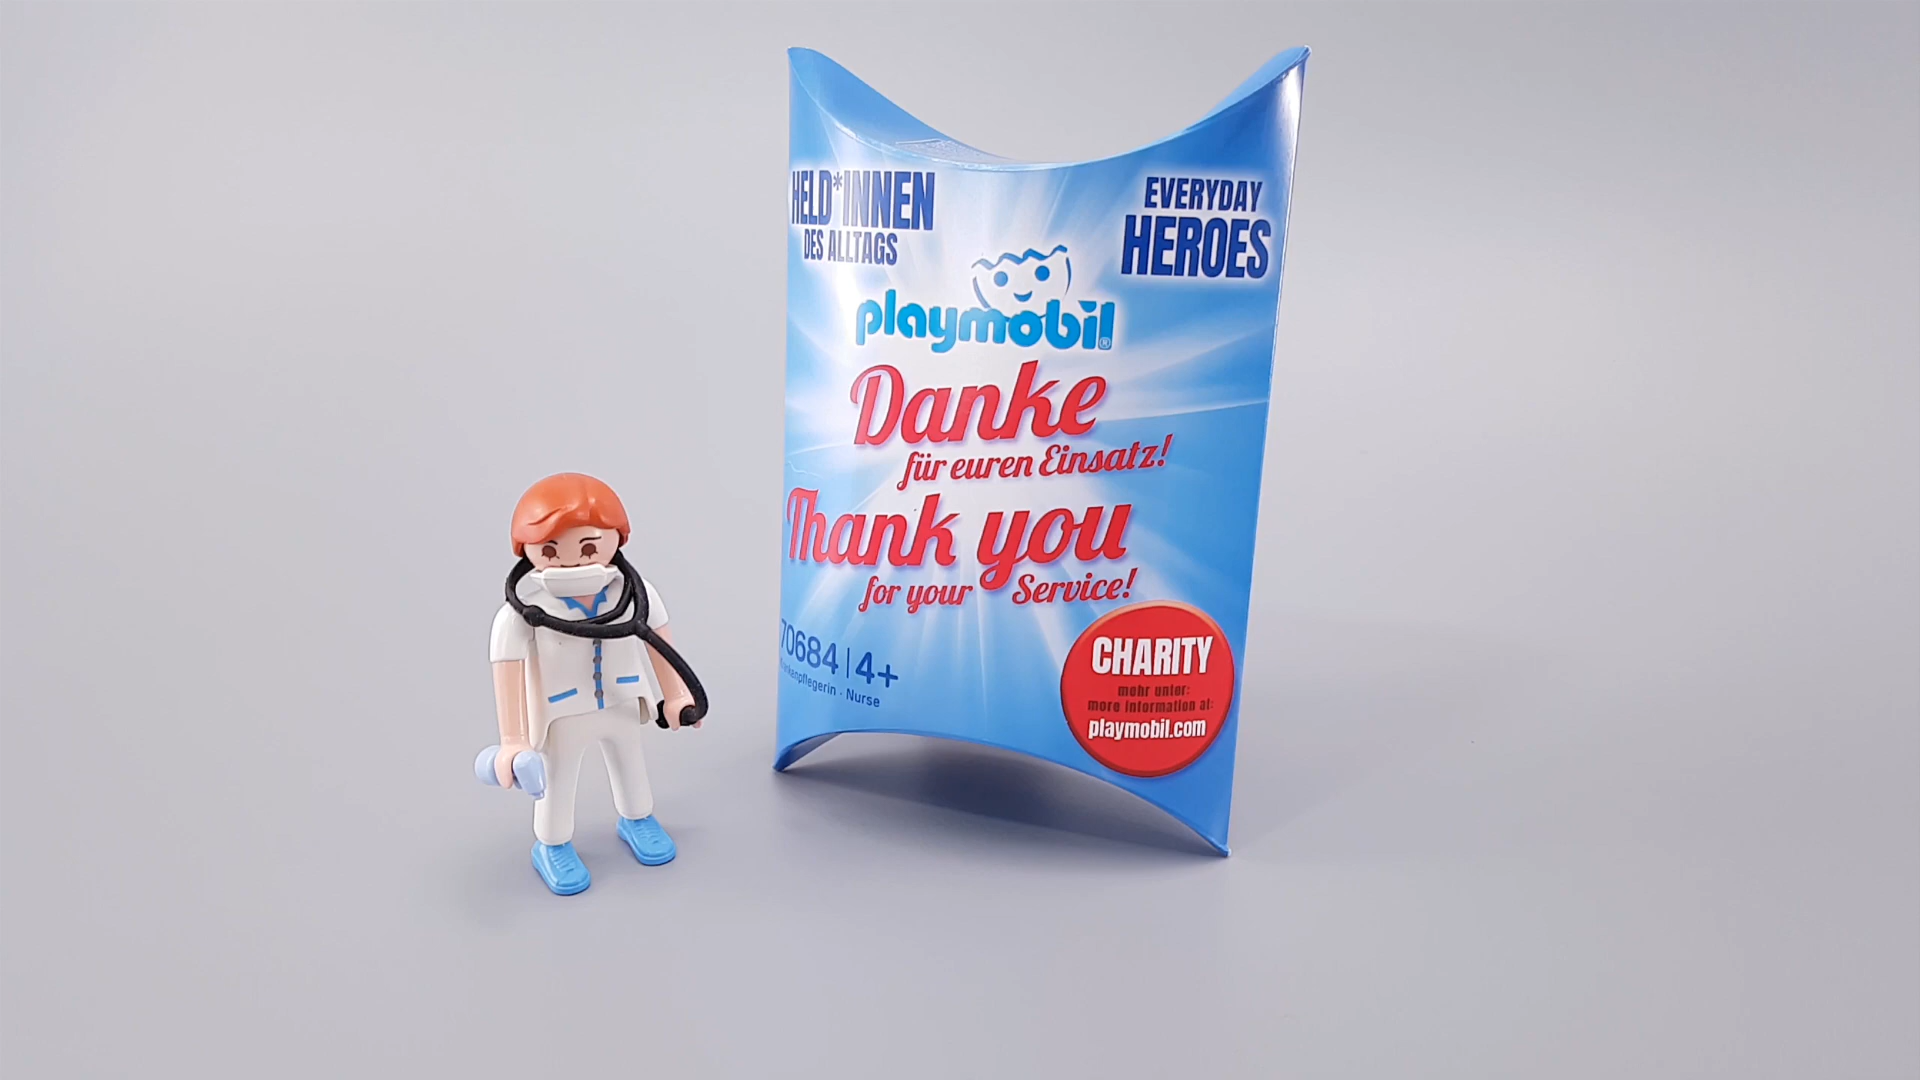 HELD*INNEN
DES ALLTAGS
EVERYDAY
HEROES
playmobil®
Danke
für euren Einsatz!
Thank you
for your Service!
70684 | 4+
Nurse
CHARITY
mehr unter:
more information at:
playmobil.com